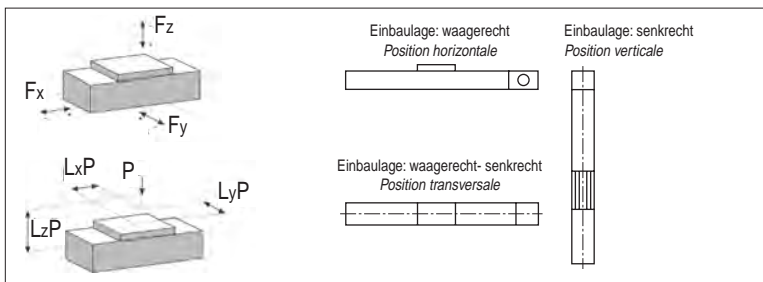 Fz
Fx
Fy
LxP
P
LyP
LzP
Einbaulage: waagerecht
Position horizontale
Einbaulage: senkrecht
Position verticale
Einbaulage: waagerecht- senkrecht
Position transversale